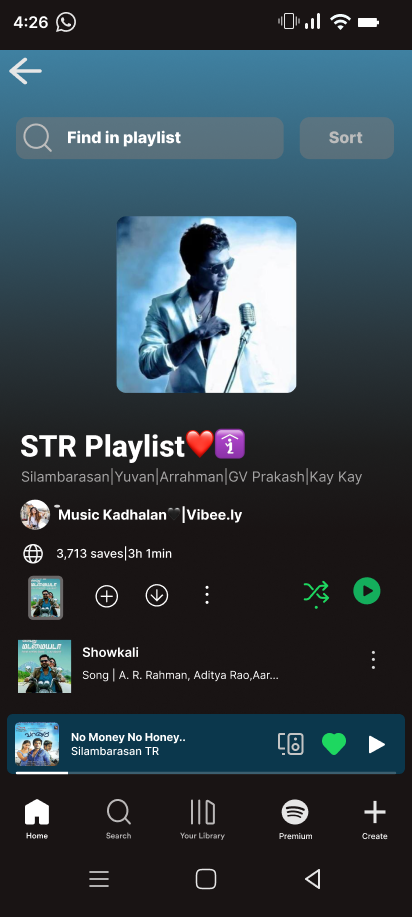 4:26
Find in playlist
Sort
STR Playlist❤️🛜
Silambarasan|Yuvan|Arrahman|GV Prakash|Kay Kay
Music Kadhalan🖤|Vibee.ly
3,713 saves|3h 1min
Showkali
Song | A. R. Rahman, Aditya Rao,Aar...
No Money No Honey..
Silambarasan TR
Home
Search
Your Library
Premium
Create